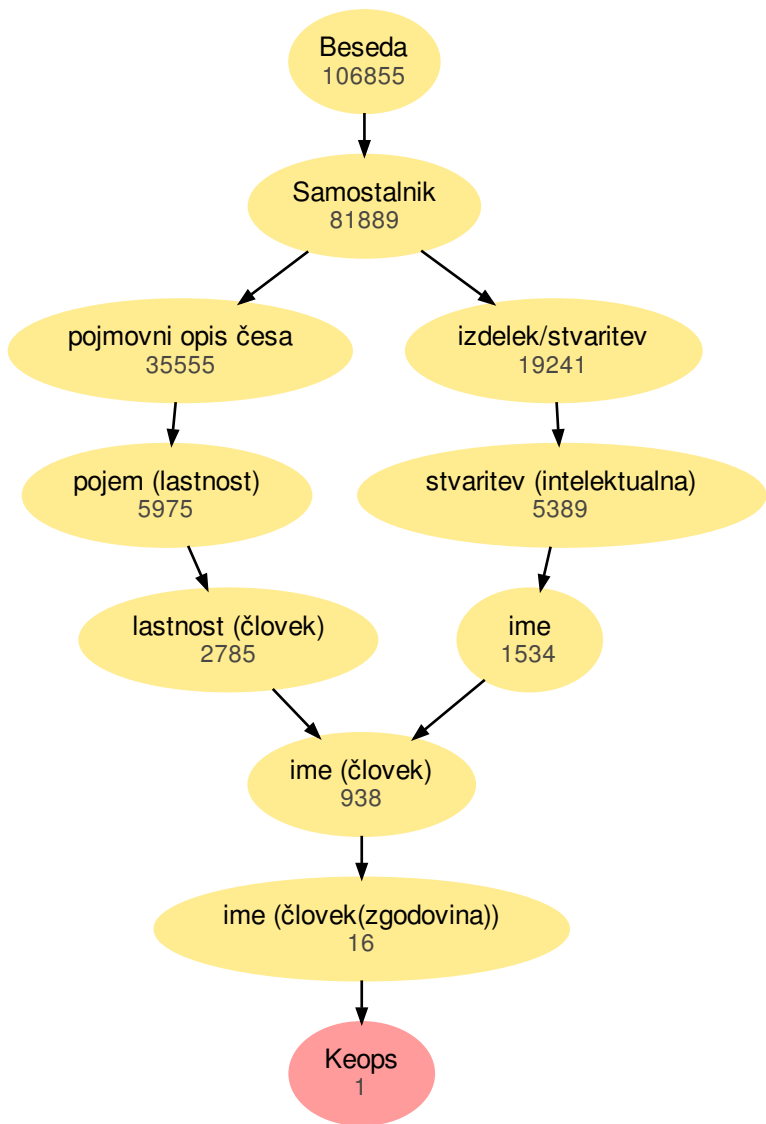 Beseda
106855
Samostalnik
81889
pojmovni opis česa
35555
izdelek/stvaritev
19241
pojem (lastnost)
5975
stvaritev (intelektualna)
5389
lastnost (človek)
2785
ime
1534
ime (človek)
938
ime (človek(zgodovina))
16
Keops
1